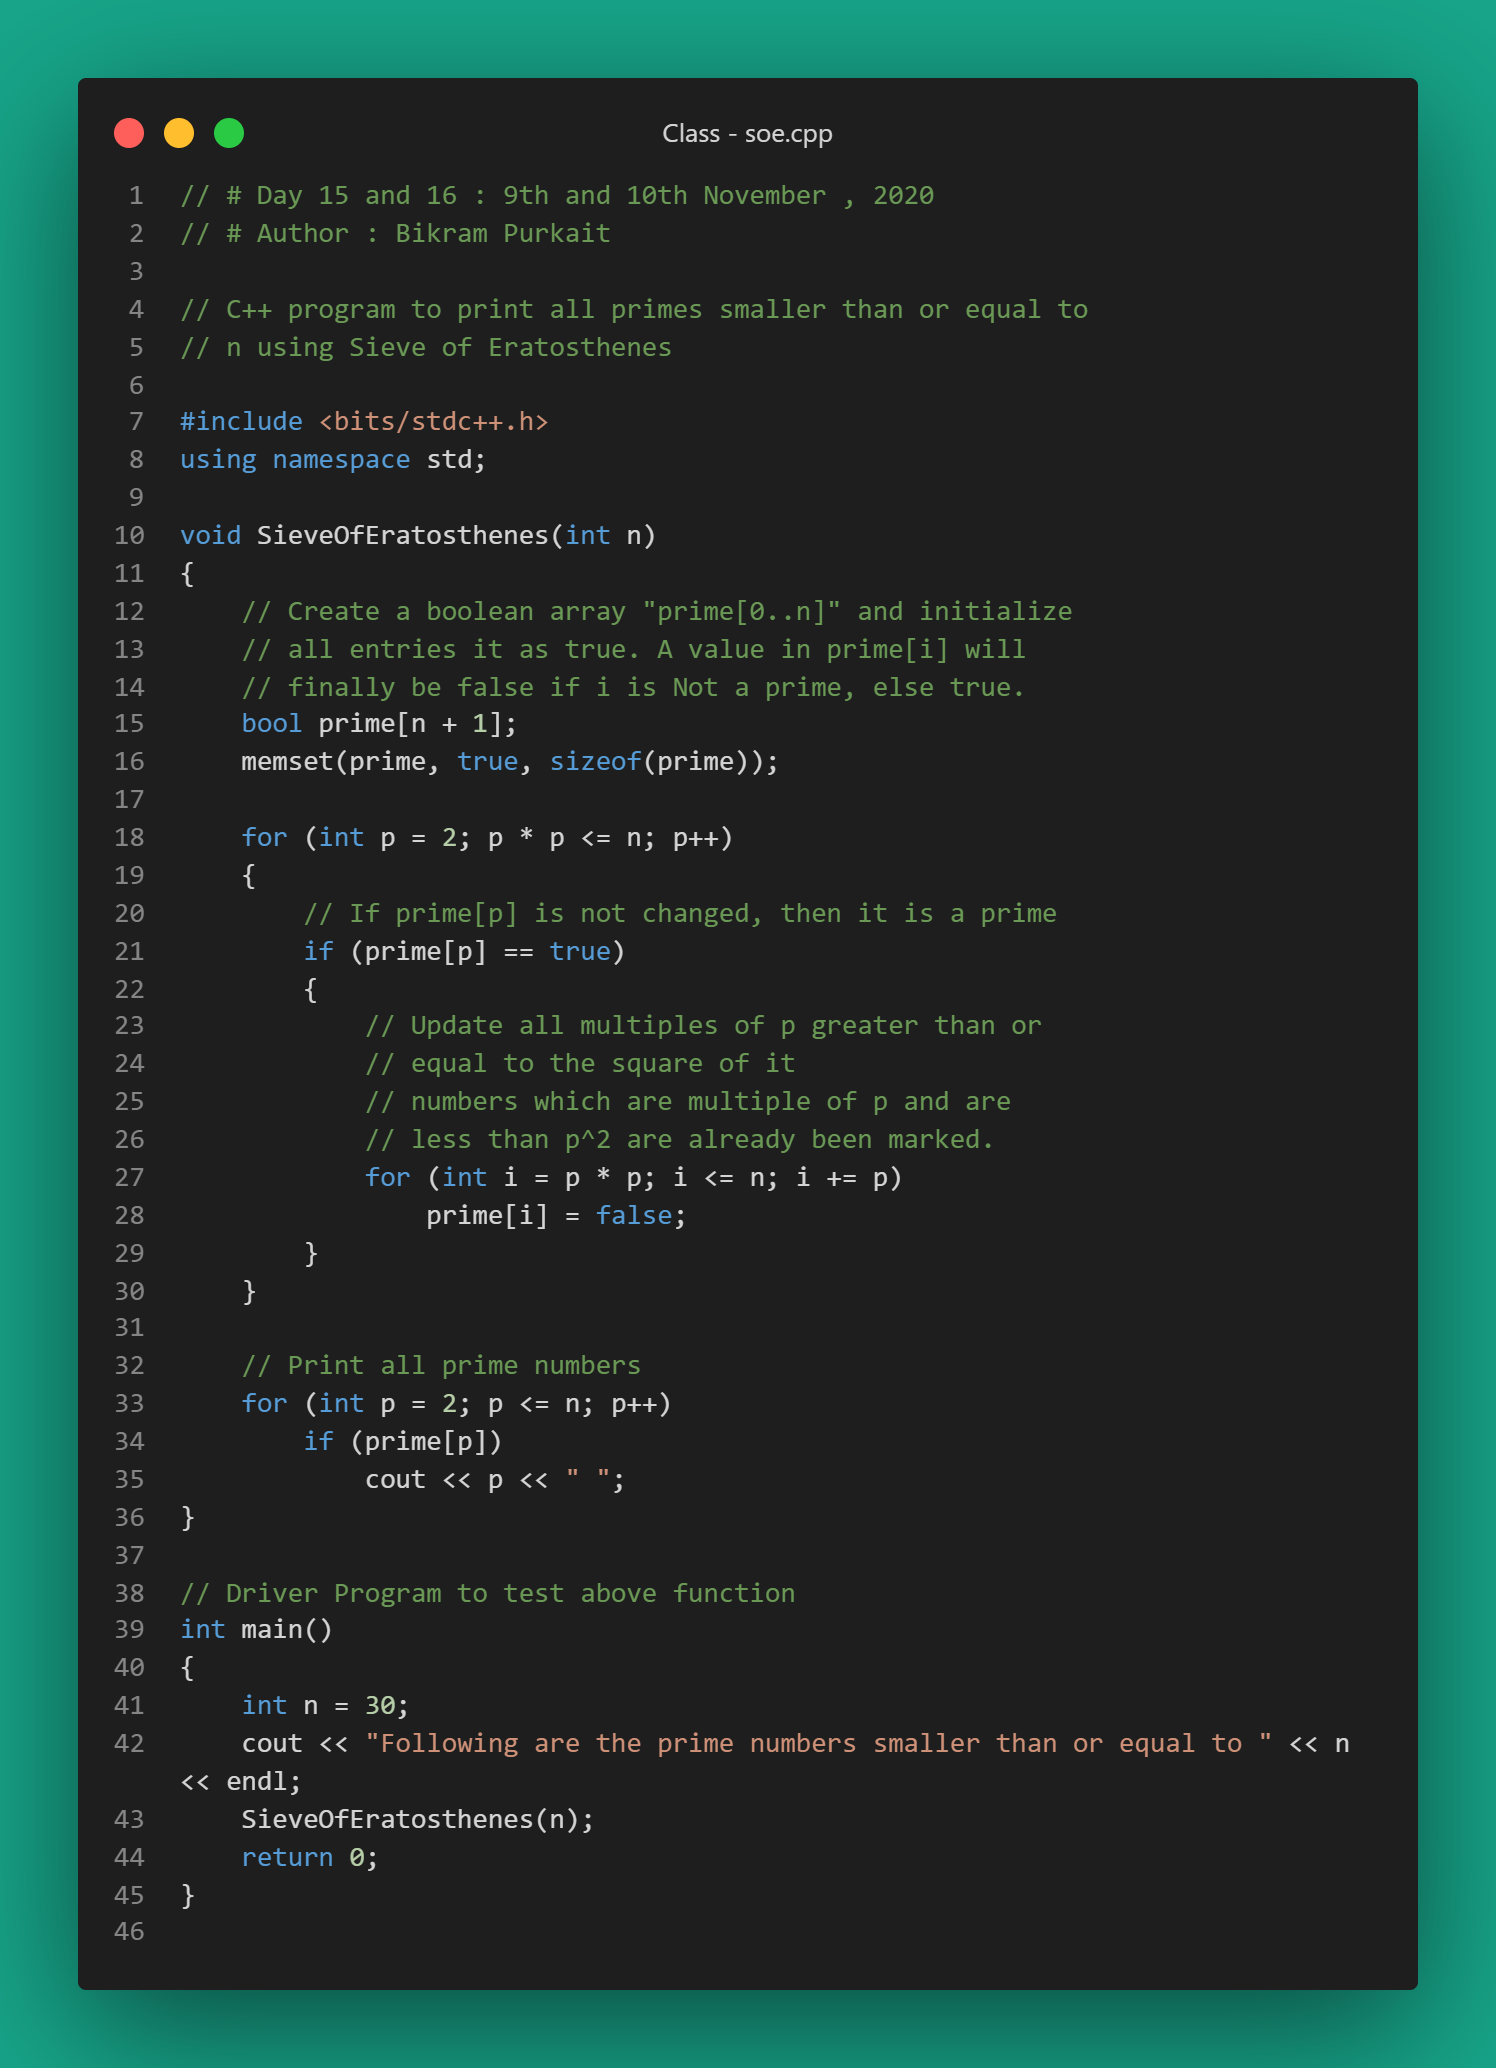 Class - soe.cpp
1 // # Day 15 and 16 : 9th and 10th November , 2020
2 // # Author : Bikram Purkait
3
4 // C++ program to print all primes smaller than or equal to
5 // n using Sieve of Eratosthenes
6
7 #include <bits/stdc++.h>
8 using namespace std;
9
10 void SieveOfEratosthenes(int n)
11 {
12     // Create a boolean array "prime[0..n]" and initialize
13     // all entries it as true. A value in prime[i] will
14     // finally be false if i is Not a prime, else true.
15     bool prime[n + 1];
16     memset(prime, true, sizeof(prime));
17
18     for (int p = 2; p * p <= n; p++)
19     {
20         // If prime[p] is not changed, then it is a prime
21         if (prime[p] == true)
22         {
23             // Update all multiples of p greater than or
24             // equal to the square of it
25             // numbers which are multiple of p and are
26             // less than p^2 are already been marked.
27             for (int i = p * p; i <= n; i += p)
28                 prime[i] = false;
29         }
30     }
31
32     // Print all prime numbers
33     for (int p = 2; p <= n; p++)
34         if (prime[p])
35             cout << p << " ";
36 }
37
38 // Driver Program to test above function
39 int main()
40 {
41     int n = 30;
42     cout << "Following are the prime numbers smaller than or equal to " << n
<< endl;
43     SieveOfEratosthenes(n);
44     return 0;
45 }
46